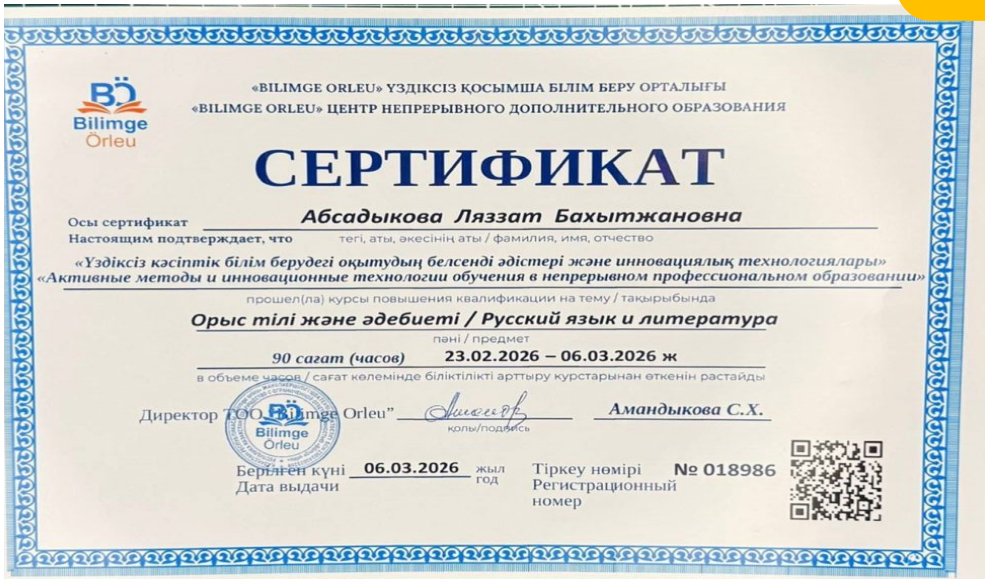 «BILIMGE ORLEU» ҮЗДІКСІЗ ҚОСЫМША БІЛІМ БЕРУ ОРТАЛЫҒЫ
«BILIMGE ORLEU» ЦЕНТР НЕПРЕРЫВНОГО ДОПОЛНИТЕЛЬНОГО ОБРАЗОВАНИЯ
BÖ
Bilimge
Örleu
СЕРТИФИКАТ
Осы сертификат Абсадыкова Ляззат Бахытжановна
Настоящим подтверждает, что тегі, аты, әкесінің аты / фамилия, имя, отчество
«Үздіксіз кәсіптік білім берудегі оқытудың белсенді әдістері және инновациялық технологиялары»
«Активные методы и инновационные технологии обучения в непрерывном профессиональном образовании»
прошел(ла) курсы повышения квалификации на тему / тақырыбында
Орыс тілі және әдебиеті / Русский язык и литература
пәні / предмет
90 сағат (часов) 23.02.2026 – 06.03.2026 ж
в объеме часов / сағат көлемінде біліктілікті арттыру курстарынан өткенін растайды
Директор ТОО "Bilimge Orleu” Амандыкова С.Х.
қолы/подпись
BÖ
Bilimge
Örleu
Берілген күні 06.03.2026 жыл Тіркеу нөмірі № 018986
Дата выдачи год Регистрационный
номер